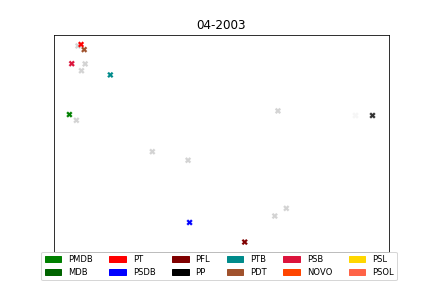 04-2003
PMDB PT PFL PTB PSB PSL
MDB PSDB PP PDT NOVO PSOL